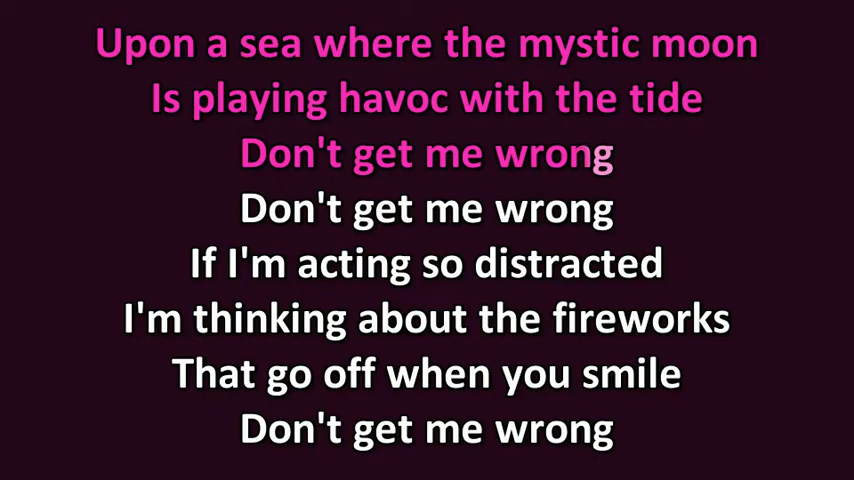 Upon a sea where the mystic moon
Is playing havoc with the tide
Don't get me wrong
Don't get me wrong
If I'm acting so distracted
I'm thinking about the fireworks
That go off when you smile
Don't get me wrong